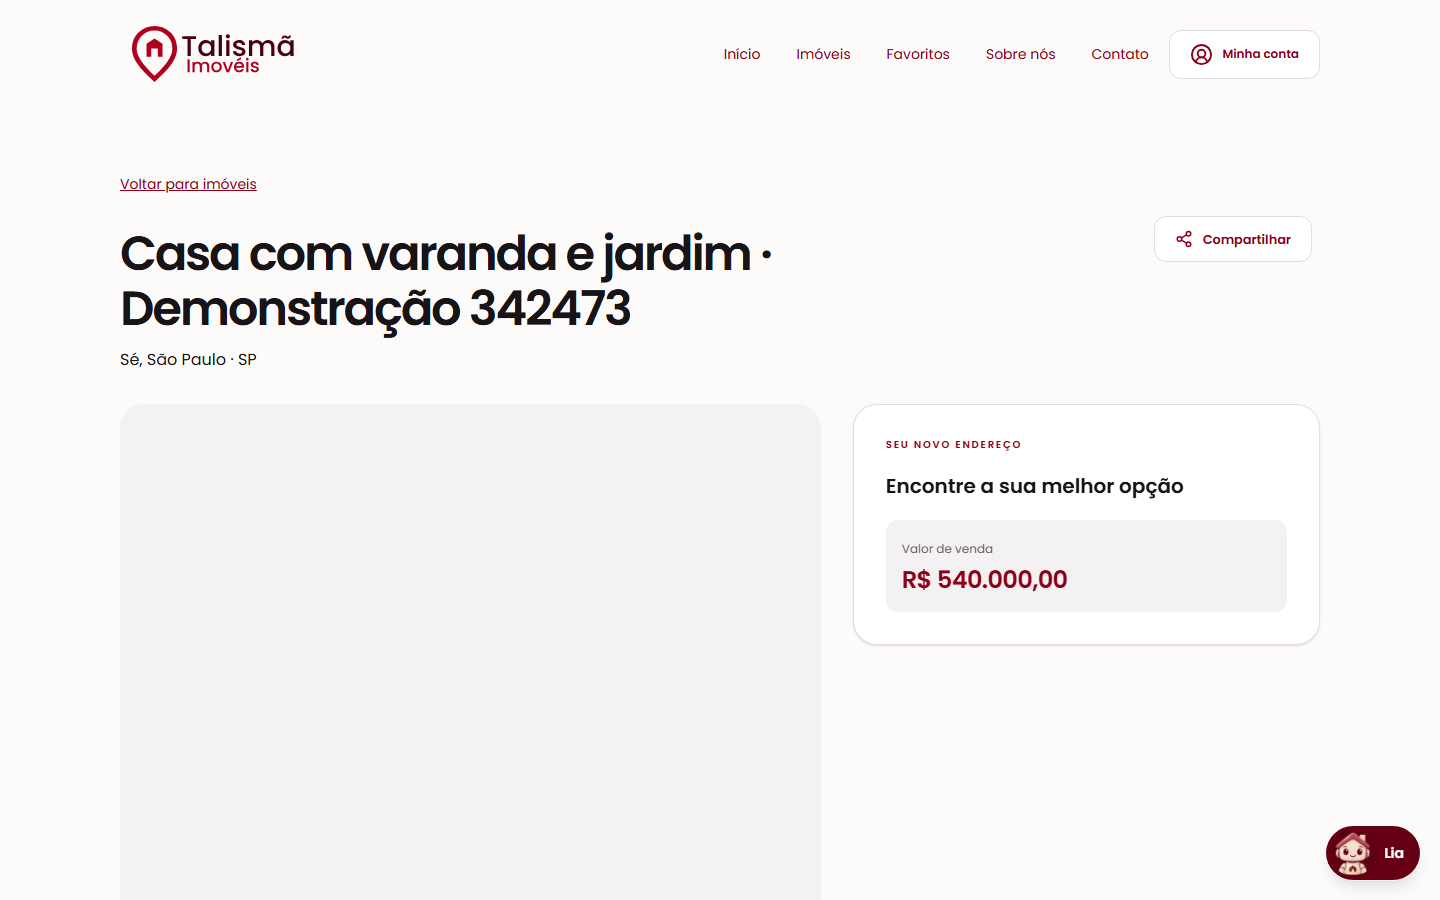 Talismã
Imovéis
Início
Imóveis
Favoritos
Sobre nós
Contato
Minha conta
Voltar para imóveis
Casa com varanda e jardim ·
Demonstração 342473
Compartilhar
Sé, São Paulo · SP
SEU NOVO ENDEREÇO
Encontre a sua melhor opção
Valor de venda
R$ 540.000,00
Lia